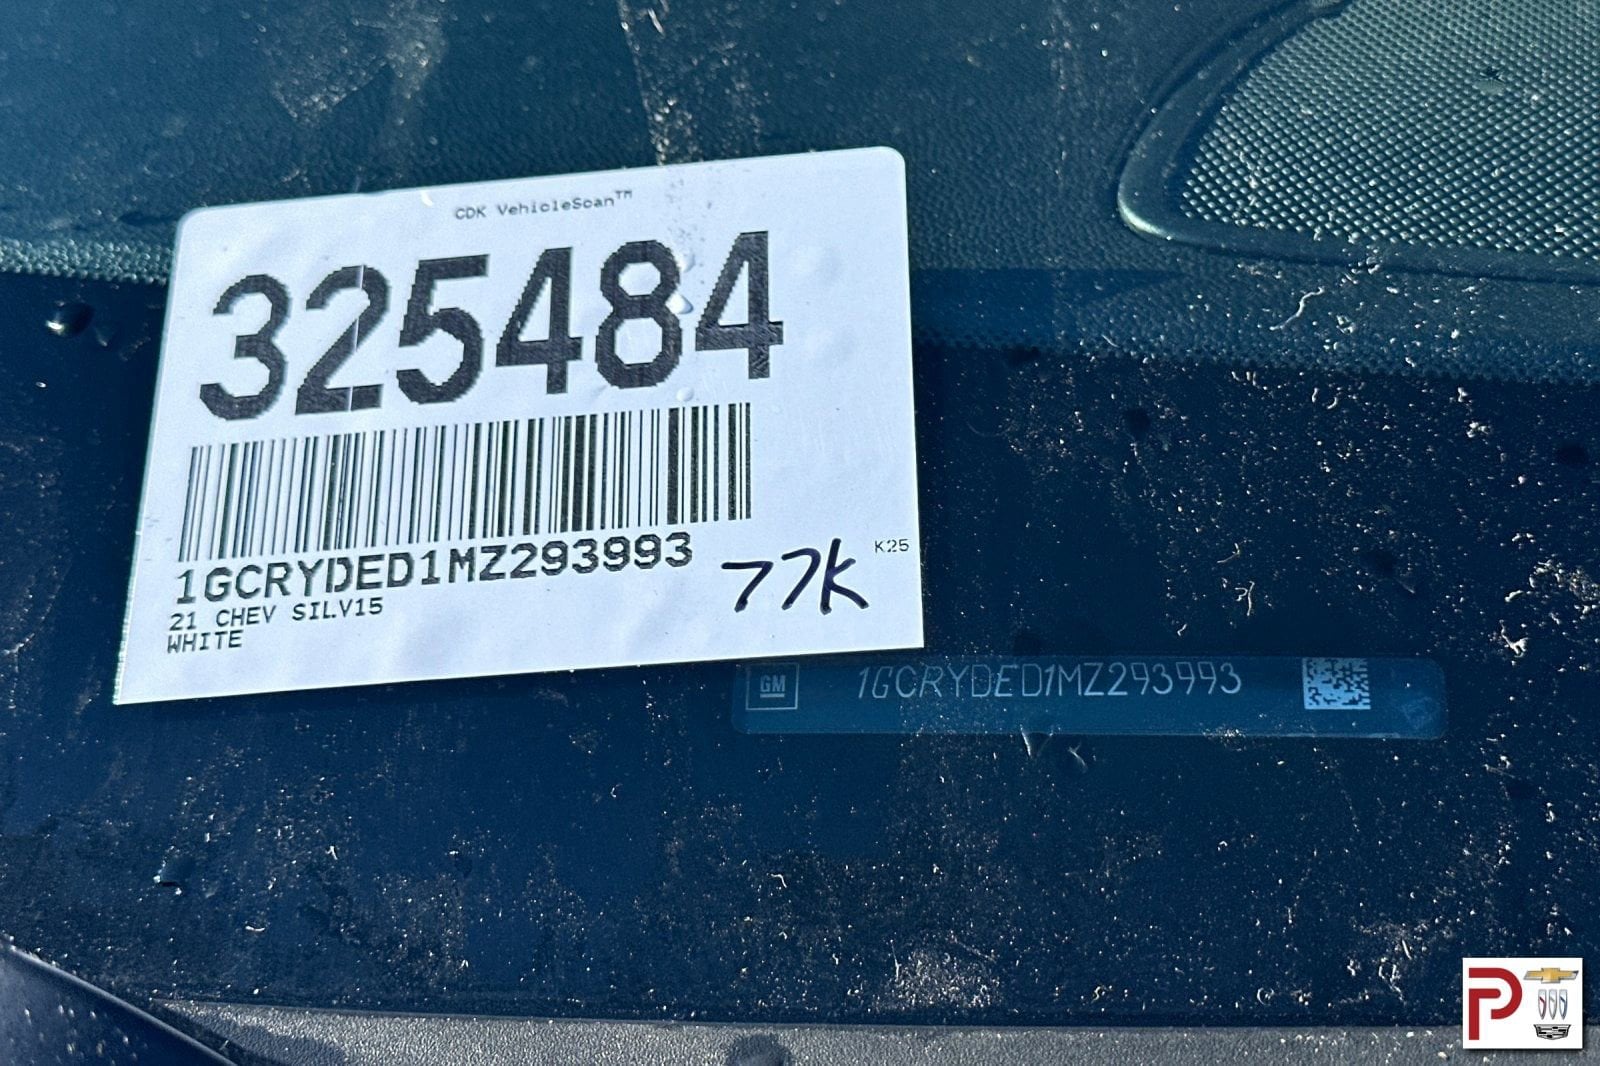 CDK VehicleScan™
325484
1GCRYDED1MZ293993
21 CHEV SILV15
WHITE
77K
K25
GM
1GCRYDED1MZ293993
P